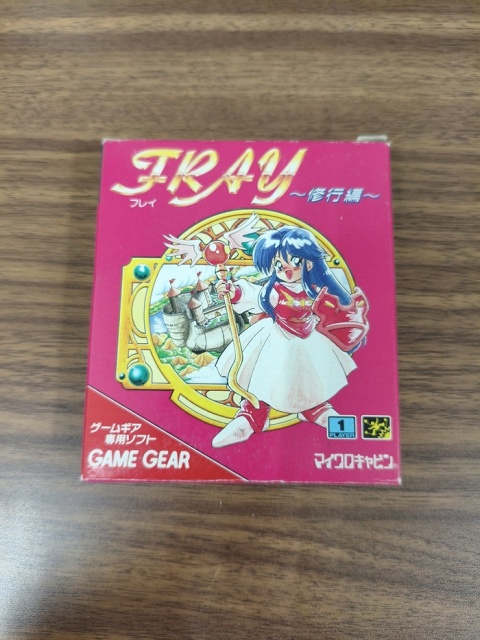 FRAY
フレイ
～修行編～
ゲームギア
専用ソフト
GAME GEAR
1
PLAYER
マイクロキャビン